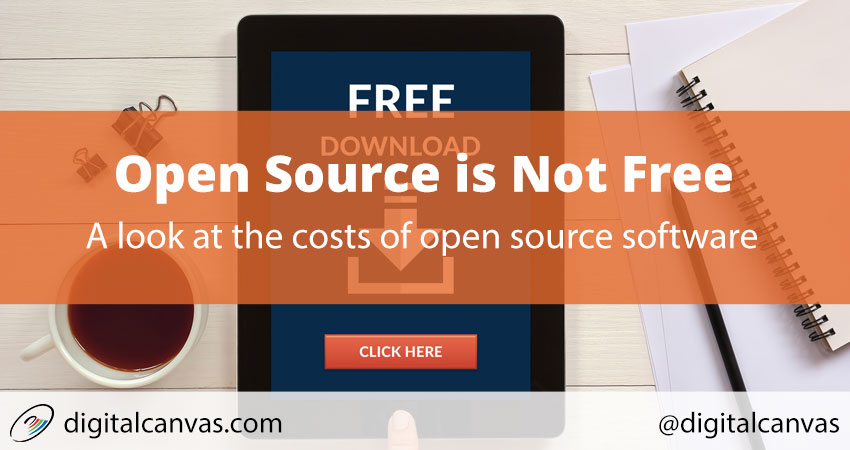 FREE
DOWNLOAD
Open Source is Not Free
A look at the costs of open source software
CLICK HERE
digitalcanvas.com
@digitalcanvas